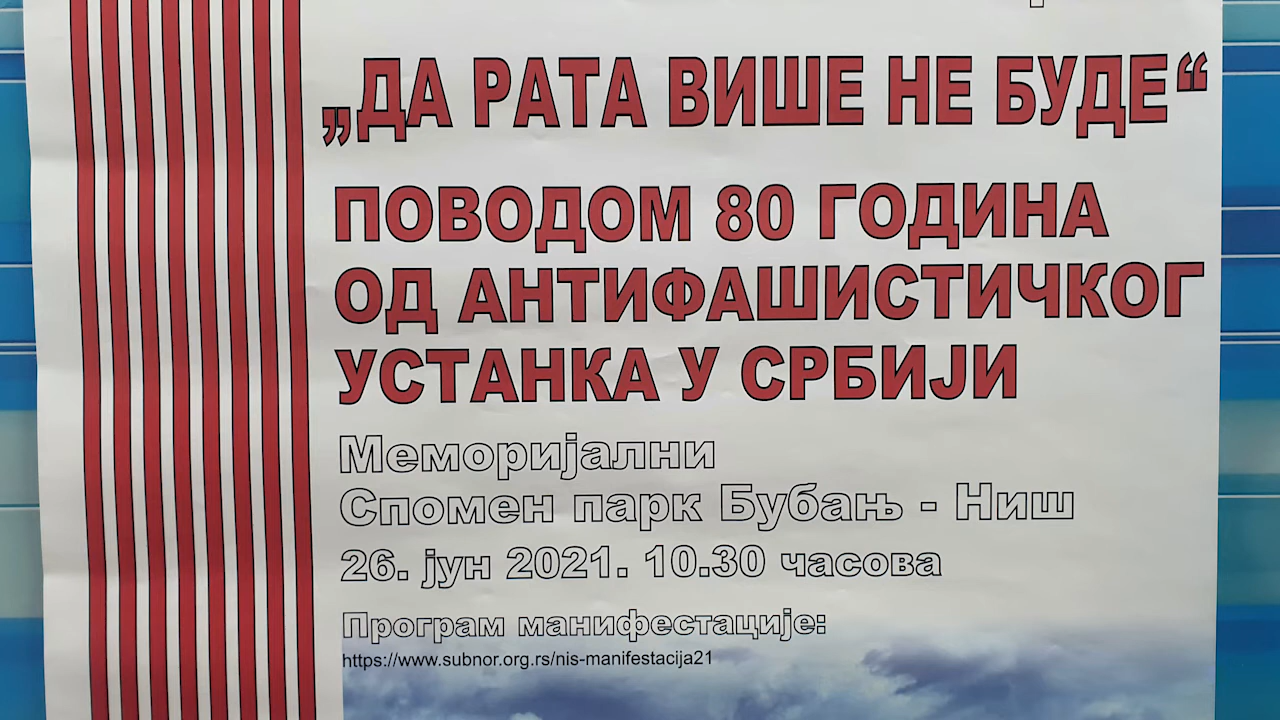 „ДА РАТА ВИШЕ НЕ БУДЕ“
ПОВОДОМ 80 ГОДИНА
ОД АНТИФАШИСТИЧКОГ
УСТАНКА У СРБИЈИ
Меморијални
Спомен парк Бубањ - Ниш
26. јун 2021. 10.30 часова
Програм манифестације:
https://www.subnor.org.rs/nis-manifestacija21